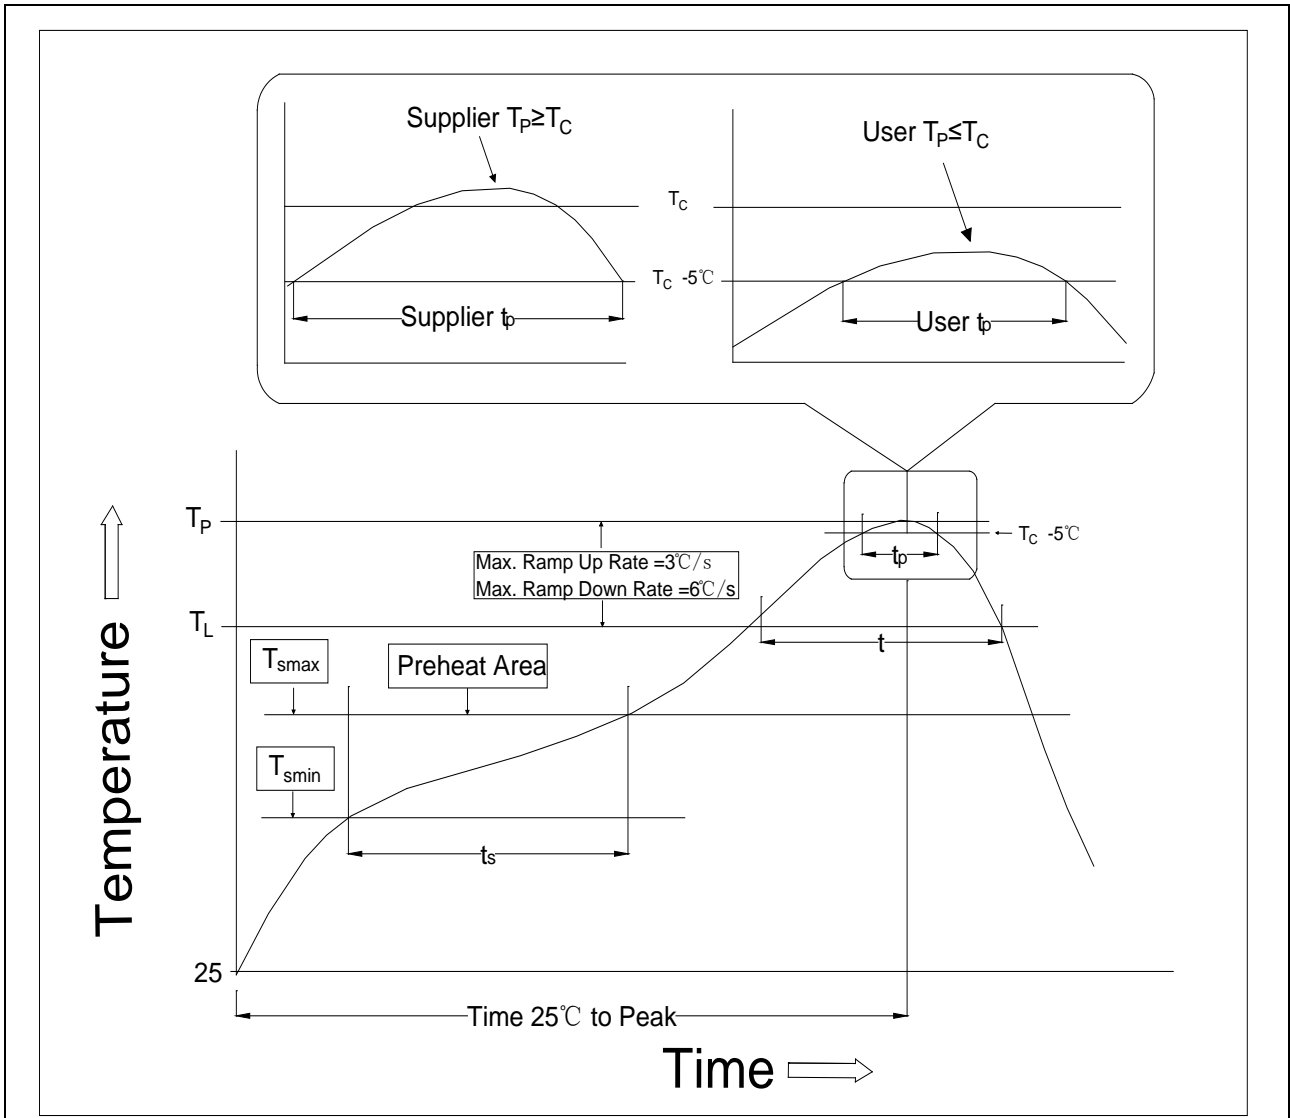 Supplier TP≥TC
User TP≤TC
TC
TC -5℃
Supplier tp
User tp
TP
TC -5℃
tp
Max. Ramp Up Rate =3℃/s
Max. Ramp Down Rate =6℃/s
TL
t
Tsmax
Preheat Area
Tsmin
ts
Temperature
25
Time 25℃ to Peak
Time